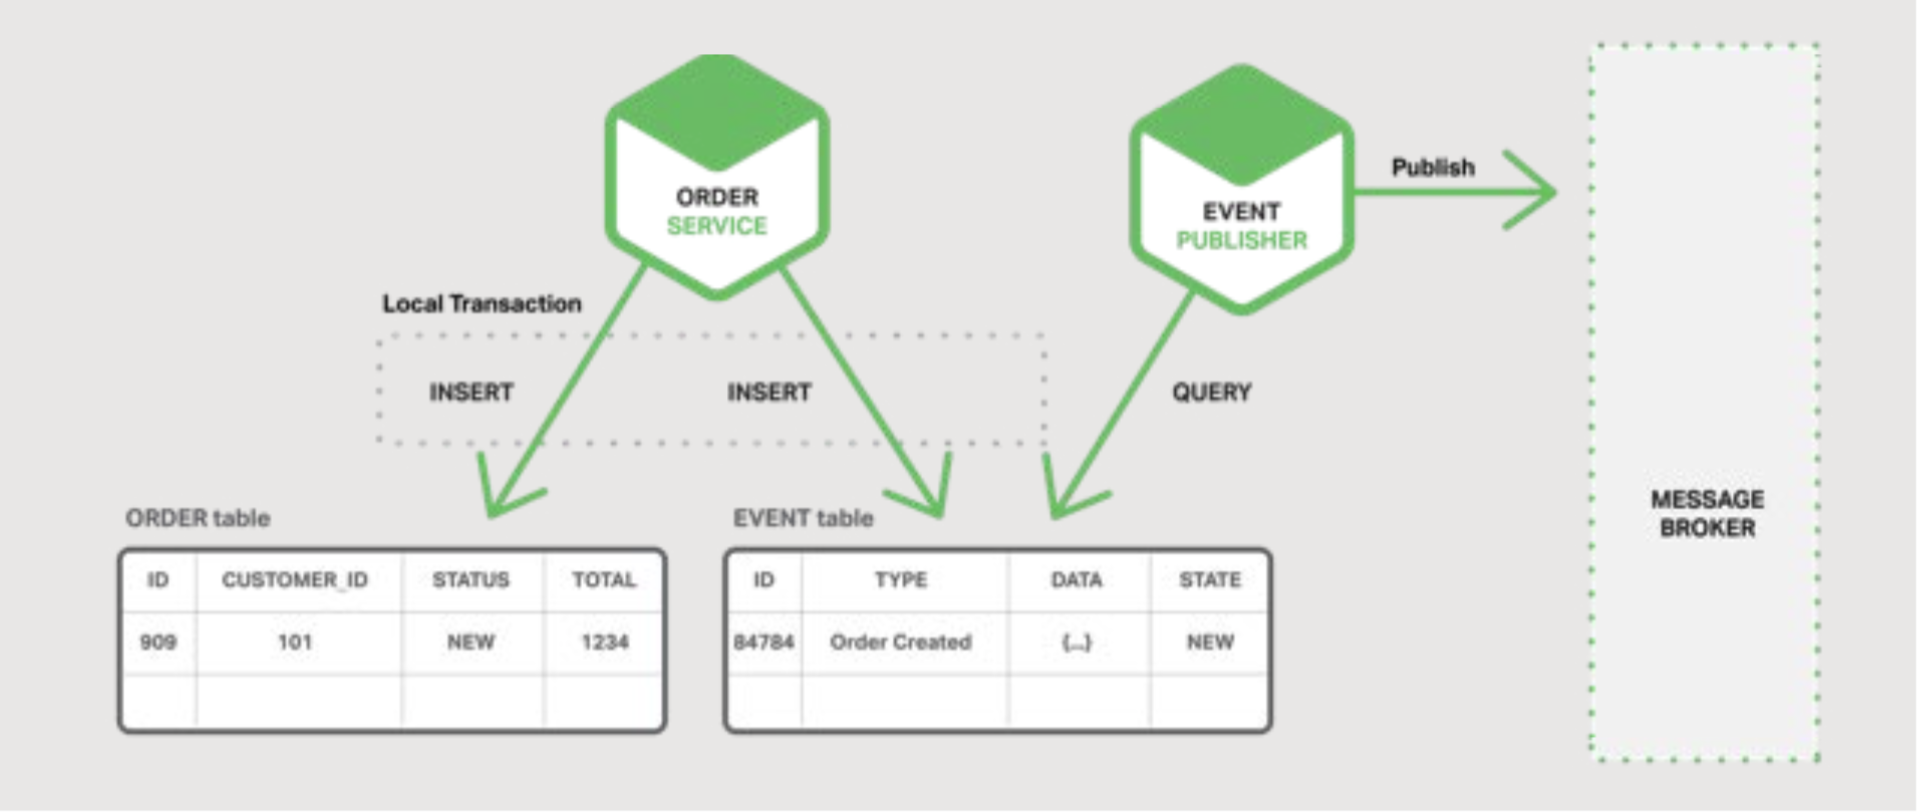 ORDER
SERVICE
EVENT
PUBLISHER
Publish
Local Transaction
INSERT
INSERT
QUERY
MESSAGE
BROKER
ORDER table
ID CUSTOMER_ID STATUS TOTAL
909 101 NEW 1234
EVENT table
ID TYPE DATA STATE
84784 Order Created {...} NEW